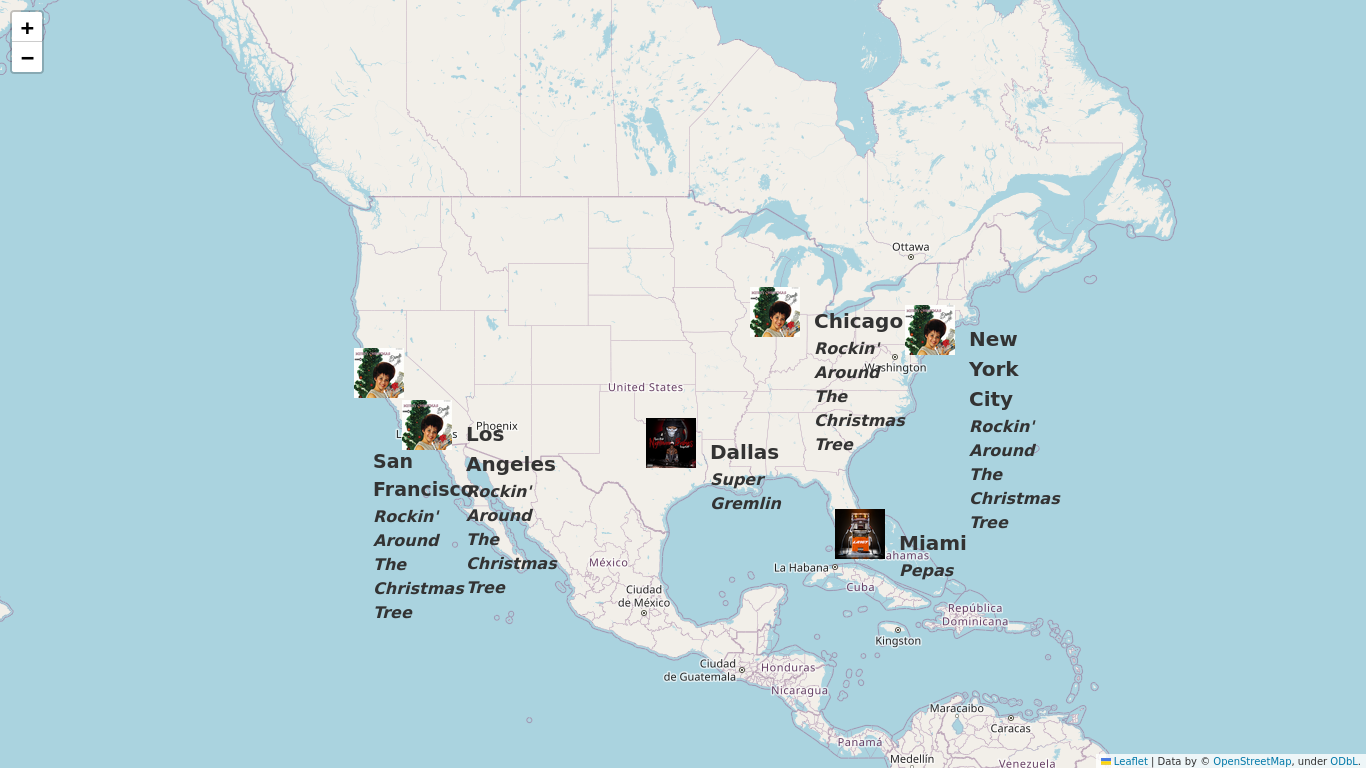 +
−
Ottawa
Chicago
Rockin'
Around
The
Christmas
Tree
Washington
New
York
City
Rockin'
Around
The
Christmas
Tree
United States
Phoenix
Los
Angeles
Rockin'
Around
The
Christmas
Tree
San
Francisco
Rockin'
Around
The
Christmas
Tree
Dallas
Super
Gremlin
Miami
Pepas
La Habana
Cuba
México
Ciudad
de México
República
Dominicana
Kingston
Ciudad
de Guatemala
Honduras
Nicaragua
Maracaibo
Caracas
Panamá
Medellín
Venezuela
Leaflet | Data by © OpenStreetMap, under ODbL.